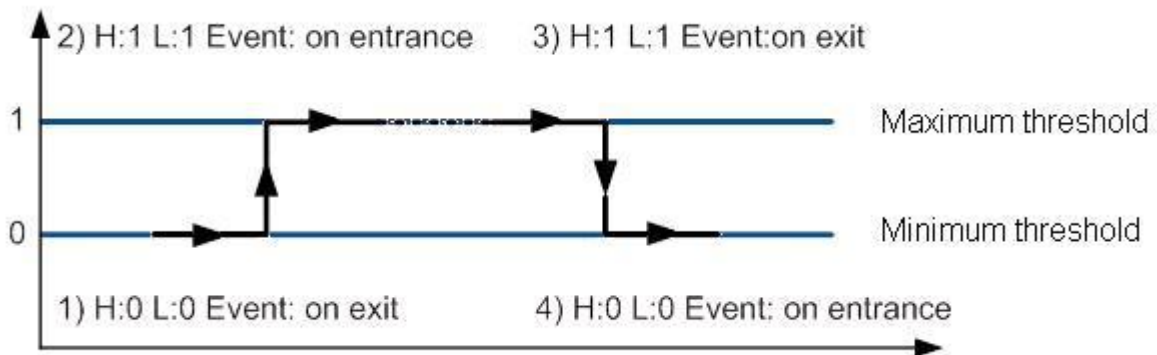 2) H:1 L:1 Event: on entrance
3) H:1 L:1 Event:on exit
1
Maximum threshold
0
Minimum threshold
1) H:0 L:0 Event: on exit
4) H:0 L:0 Event: on entrance